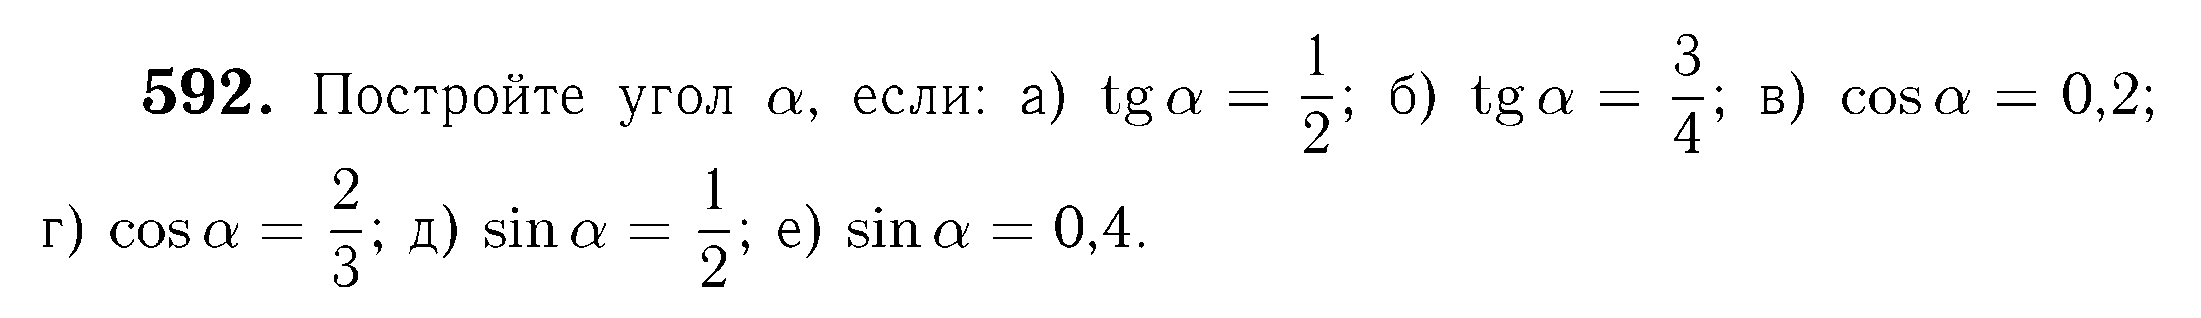 592. Постройте угол α, если: а) tg α = 1/2; б) tg α = 3/4; в) cos α = 0,2;
г) cos α = 2/3; д) sin α = 1/2; е) sin α = 0,4.